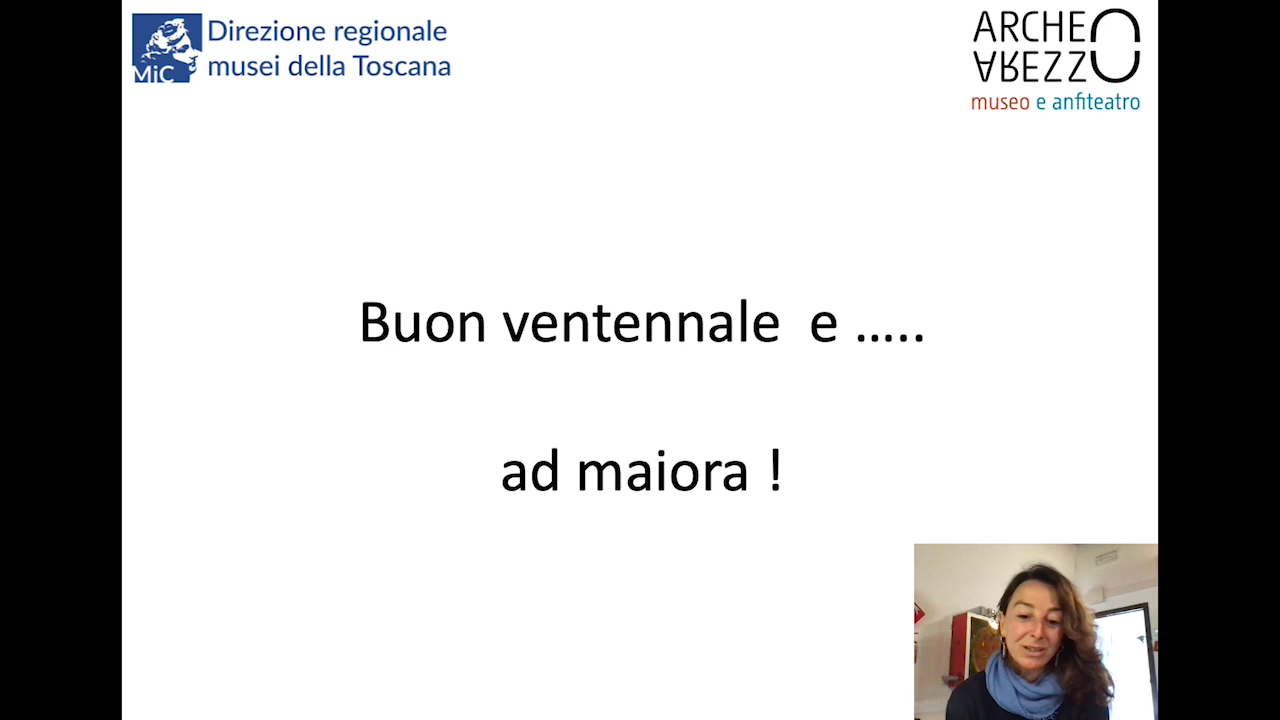 Direzione regionale
musei della Toscana
MiC
ARCHEO
AREZZO
museo e anfiteatro
Buon ventennale e .....
ad maiora !